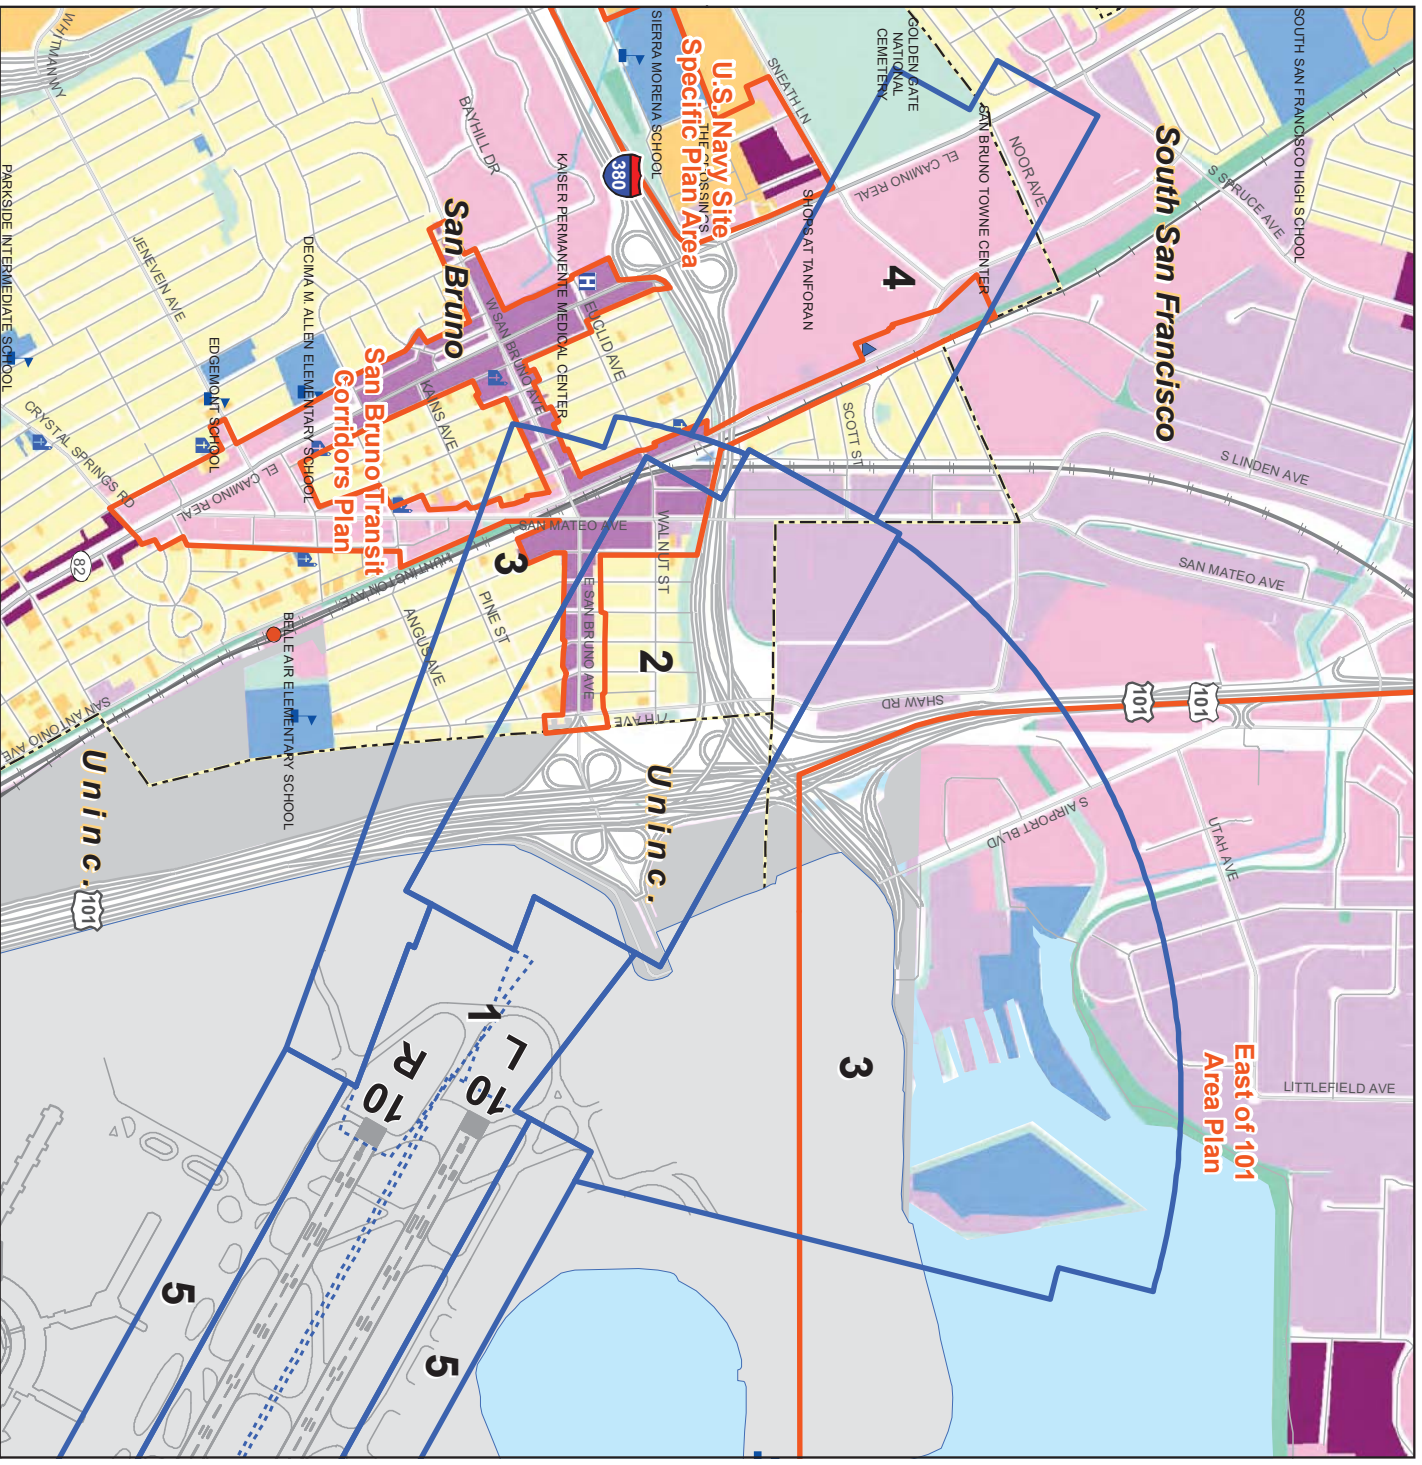 WHITMAN WY
SIERRA MORENA SCHOOL
GOLDEN GATE
NATIONAL
CEMETERY
SOUTH SAN FRANCISCO HIGH SCHOOL
U.S. Navy Site
Specific Plan Area
THE CROSSINGS
SNEATH LN
BAYHILL DR
380
KAISER PERMANENTE MEDICAL CENTER
SAN BRUNO TOWNE CENTER
NOOR AVE
EL CAMINO REAL
South San Francisco
S SPRUCE AVE
SHOPS AT TANFORAN
4
PARKSIDE INTERMEDIATE SCHOOL
JENEVEIN AVE
DECIMA M. ALLEN ELEMENTARY SCHOOL
San Bruno
H
EUCLID AVE
W SAN BRUNO AVE
EDGEMONT SCHOOL
San Bruno Transit
Corridors Plan
KAINS AVE
SCOTT ST
S LINDEN AVE
CRYSTAL SPRINGS RD
EL CAMINO REAL
SAN MATEO AVE
WALNUT ST
SAN MATEO AVE
82
HUNTINGTON AVE
3
E SAN BRUNO AVE
PINE ST
ANGUS AVE
BELLE AIR ELEMENTARY SCHOOL
2
SHAW RD
101
101
SAN ANTONIO AVE
7TH AVE
Uninc.
Uninc.
101
S AIRPORT BLVD
UTAH AVE
1
L
10
R
10
3
East of 101
Area Plan
LITTLEFIELD AVE
5
5